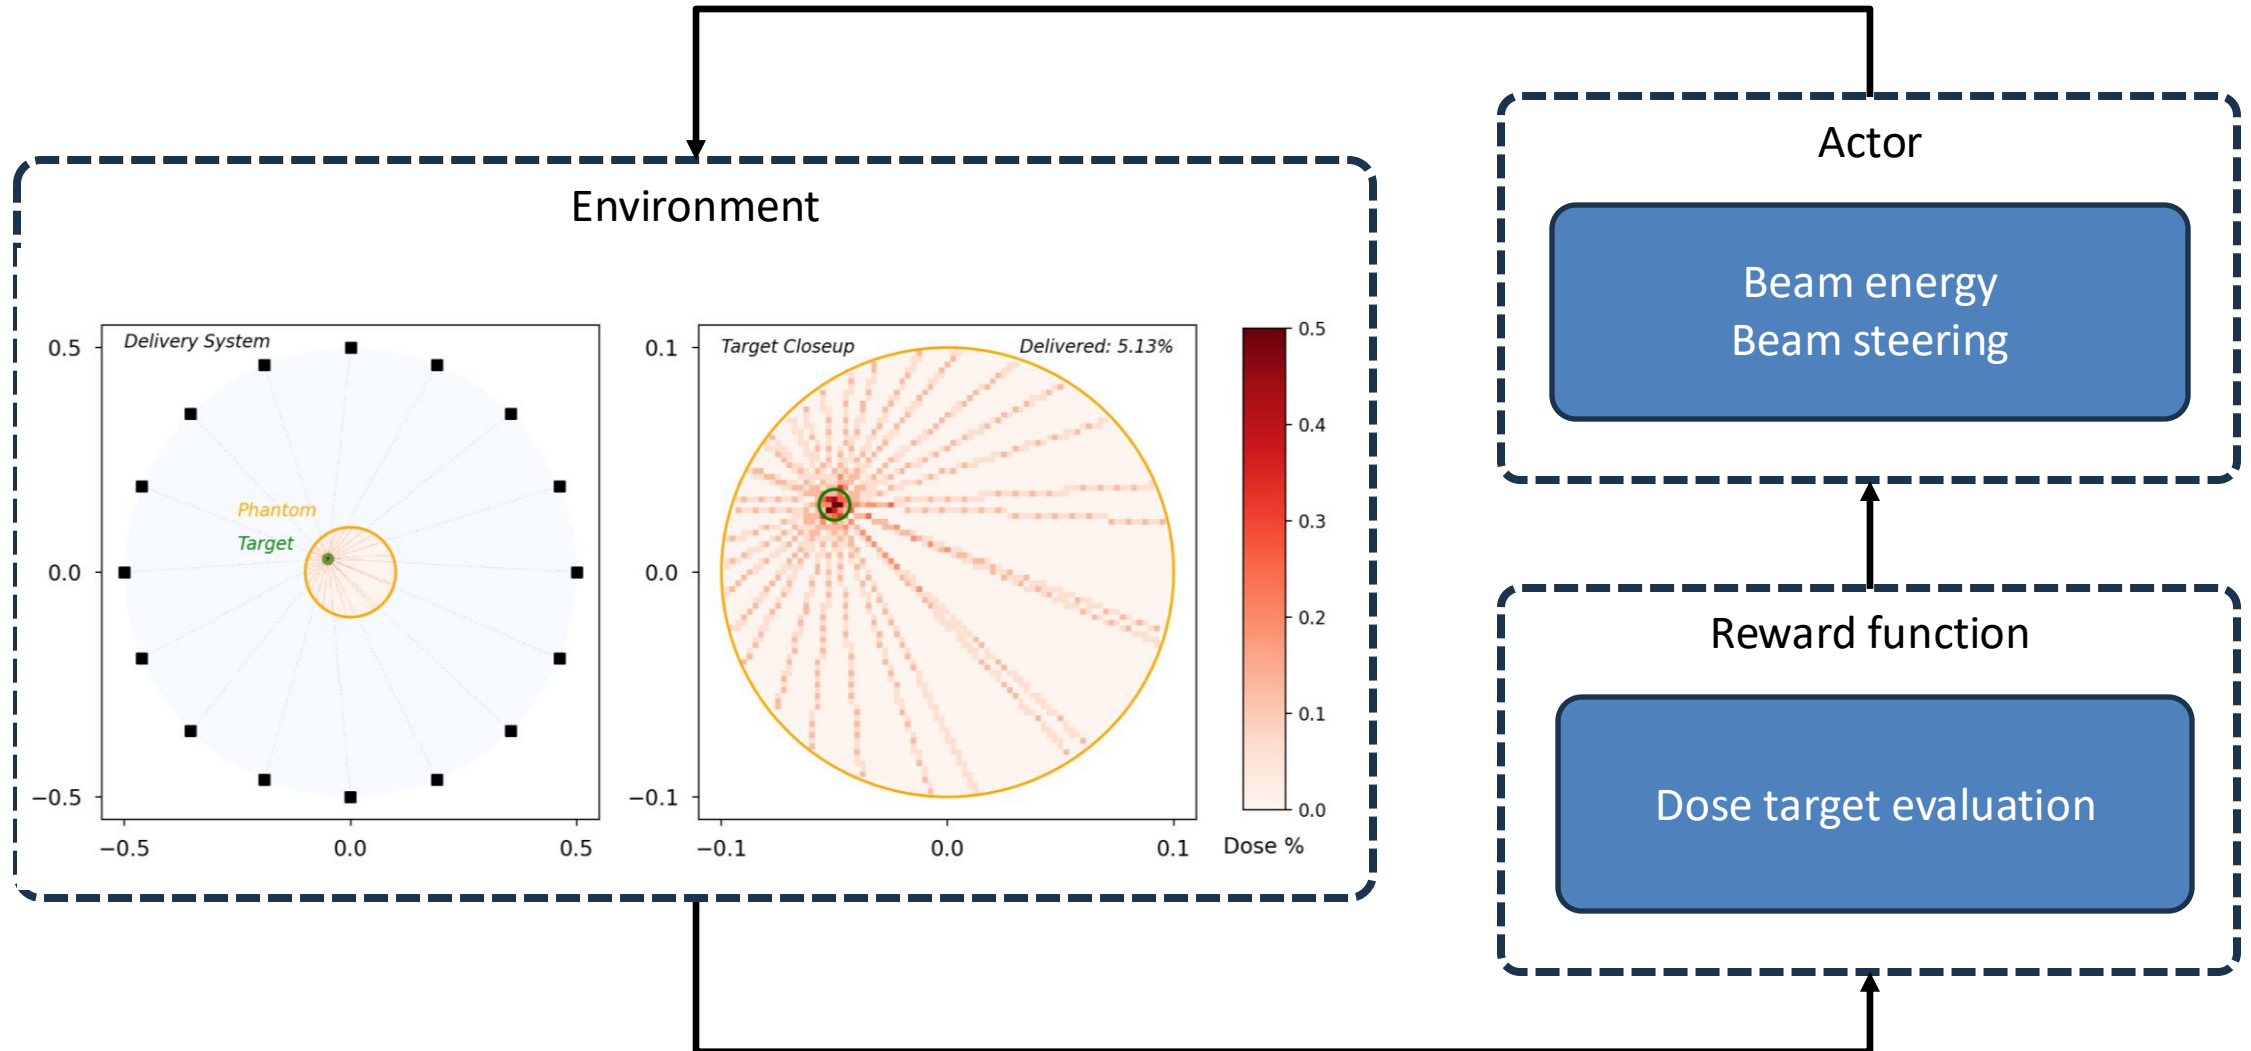 Environment
Delivery System
Phantom
Target
0.5
0.0
−0.5
−0.5
0.0
0.5
Target Closeup
Delivered: 5.13%
0.1
0.0
−0.1
−0.1
0.0
0.1
0.5
0.4
0.3
0.2
0.1
0.0
Dose %
Actor
Beam energy
Beam steering
Reward function
Dose target evaluation